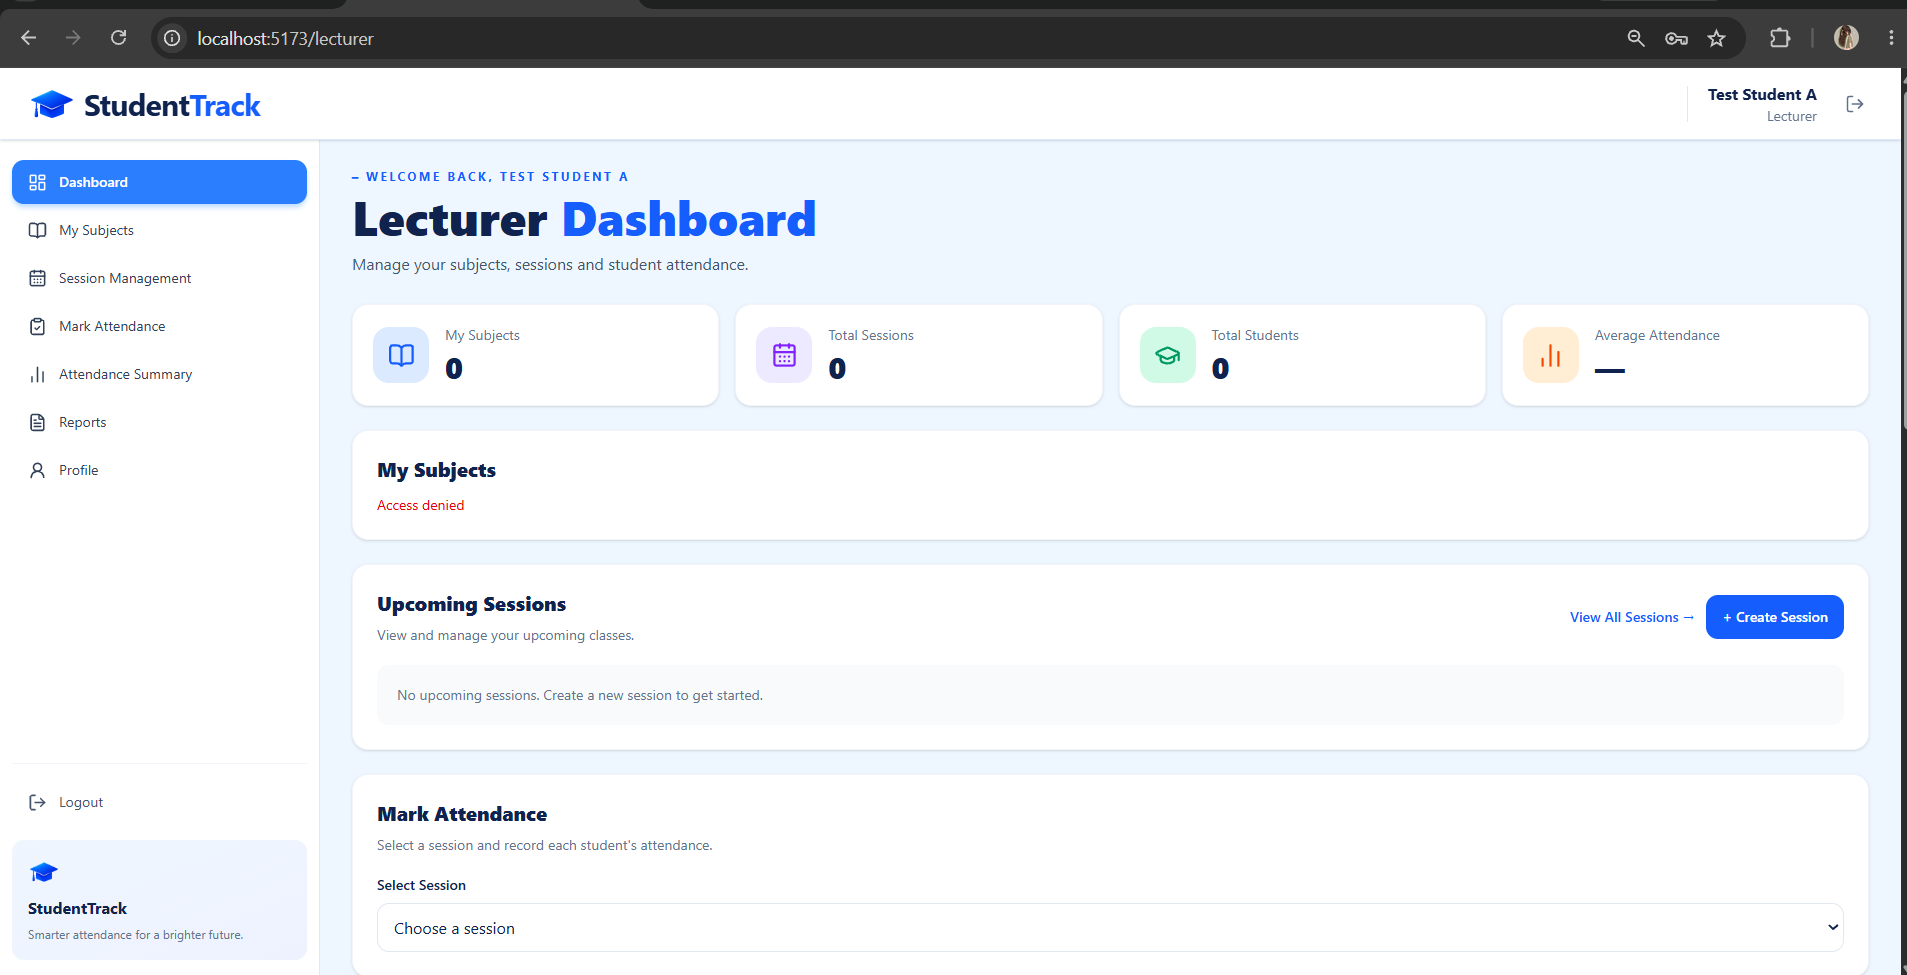 localhost:5173/lecturer
StudentTrack
Test Student A
Lecturer
Dashboard
My Subjects
Session Management
Mark Attendance
Attendance Summary
Reports
Profile
Logout
StudentTrack
Smarter attendance for a brighter future.
– WELCOME BACK, TEST STUDENT A
Lecturer Dashboard
Manage your subjects, sessions and student attendance.
My Subjects
0
Total Sessions
0
Total Students
0
Average Attendance
—
My Subjects
Access denied
Upcoming Sessions
View and manage your upcoming classes.
View All Sessions →
+ Create Session
No upcoming sessions. Create a new session to get started.
Mark Attendance
Select a session and record each student's attendance.
Select Session
Choose a session